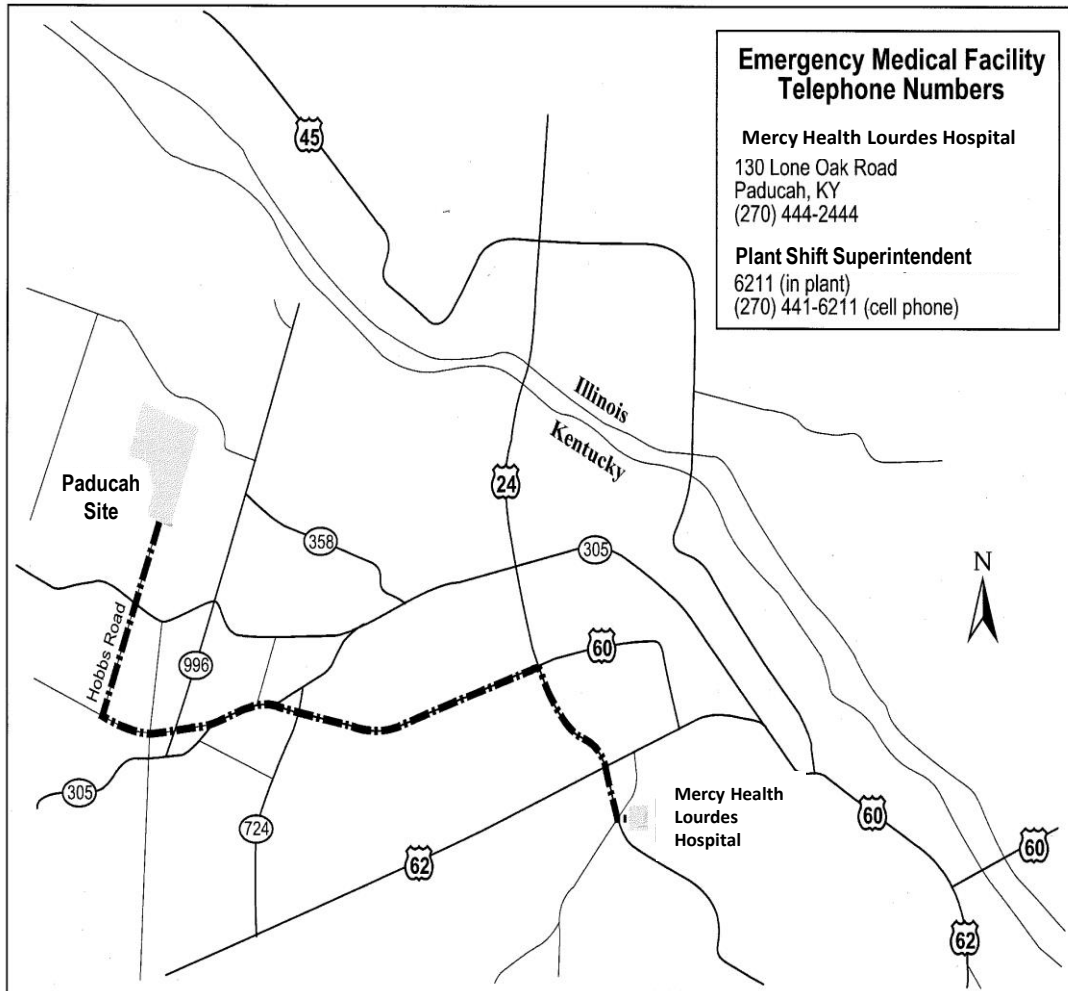 Emergency Medical Facility
Telephone Numbers
Mercy Health Lourdes Hospital
130 Lone Oak Road
Paducah, KY
(270) 444-2444
Plant Shift Superintendent
6211 (in plant)
(270) 441-6211 (cell phone)
45
Illinois
Kentucky
24
Paducah
Site
358
305
N
Hobbs Road
996
60
305
724
62
Mercy Health
Lourdes
Hospital
60
60
62